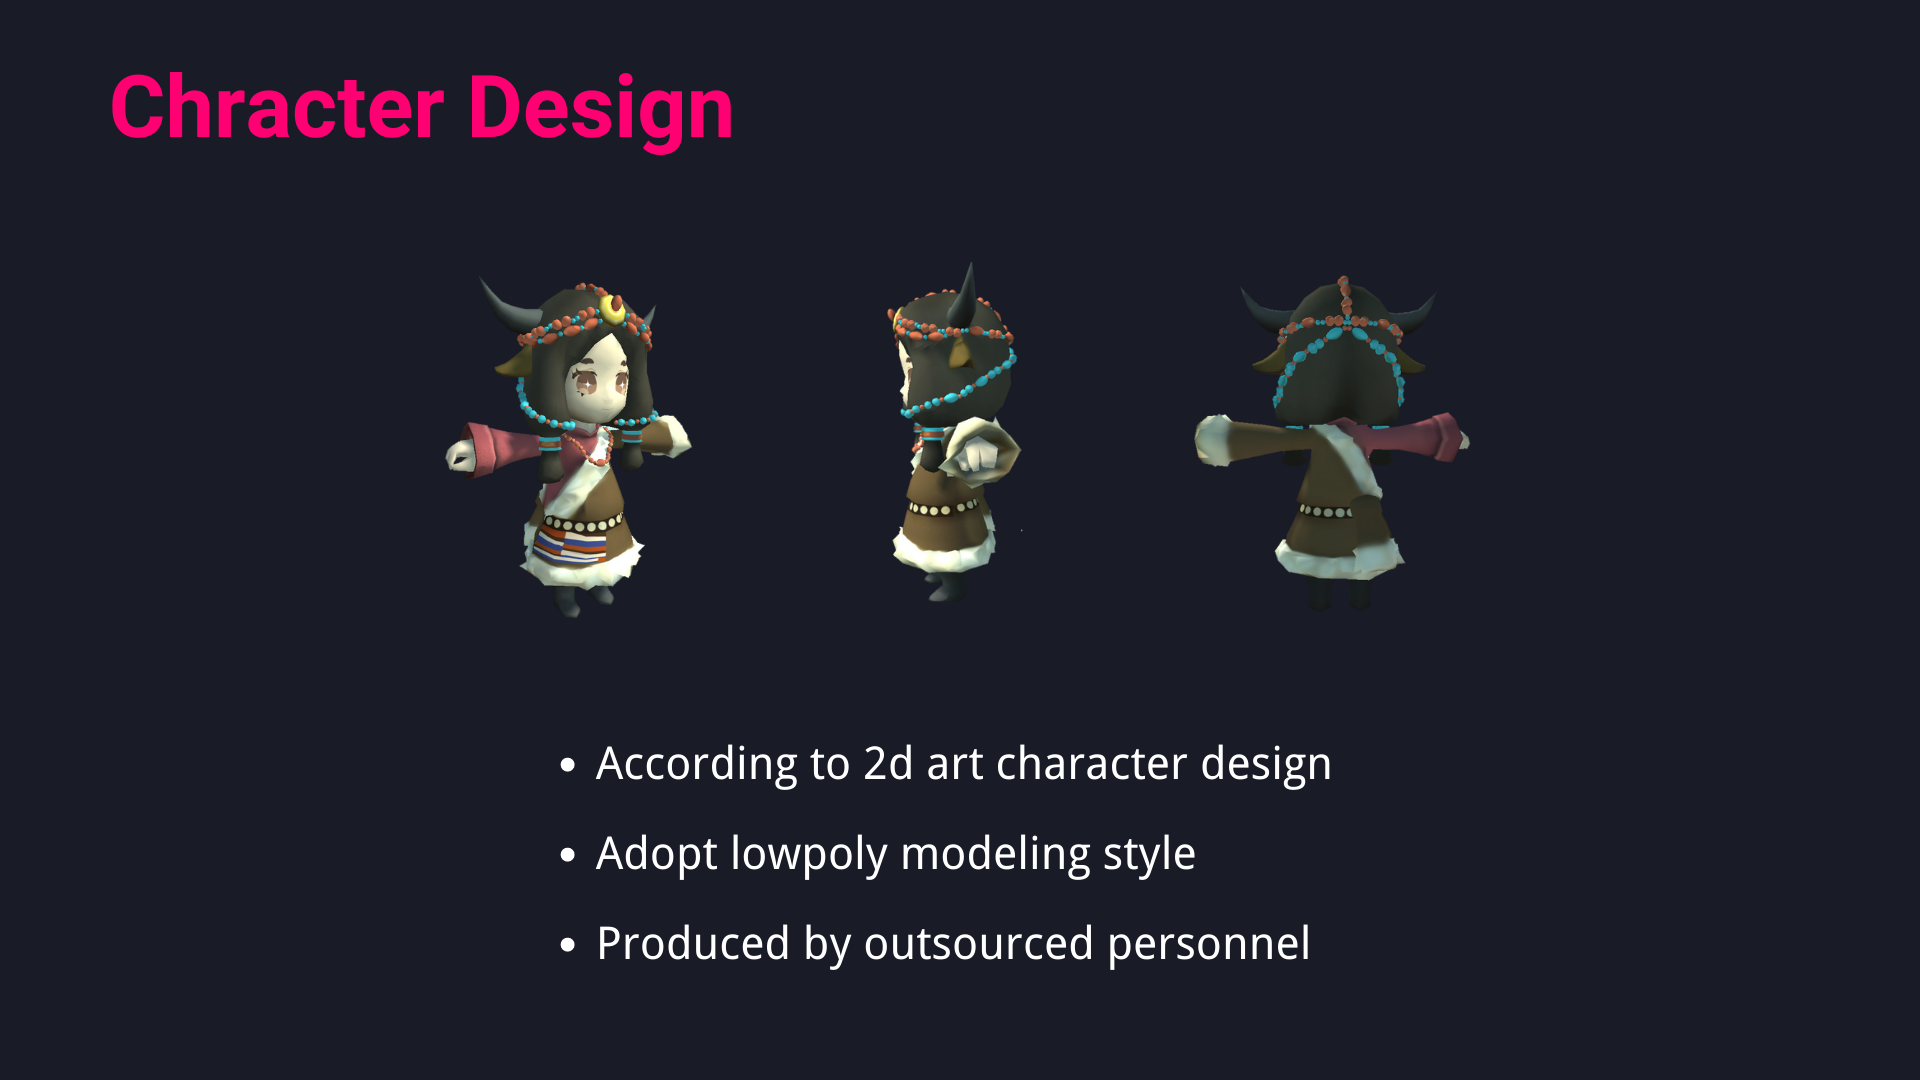 Chracter Design
• According to 2d art character design
• Adopt lowpoly modeling style
• Produced by outsourced personnel